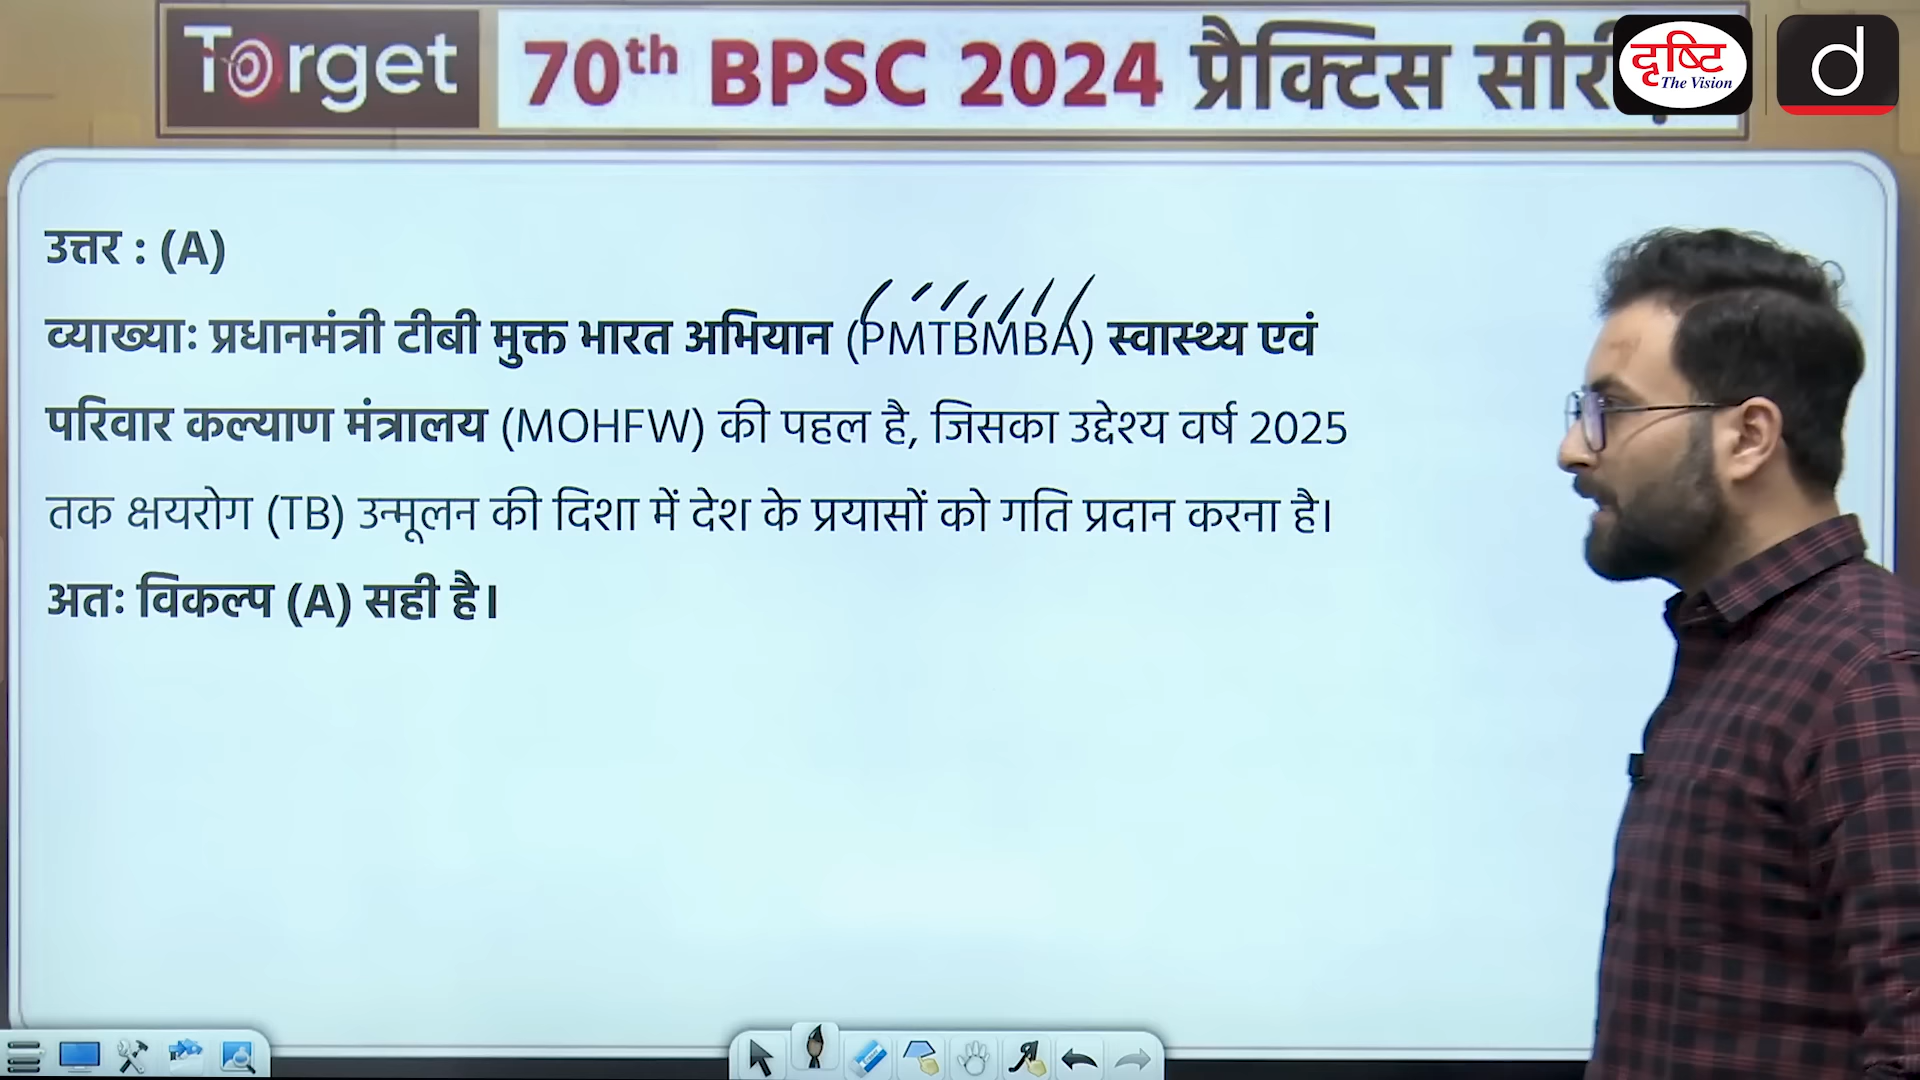 Target
70th BPSC 2024 प्रैक्टिस
दृष्टि
The Vision
d
उत्तर : (A)
व्याख्याः प्रधानमंत्री टीबी मुक्त भारत अभियान (PMTBMBA) स्वास्थ्य एवं
परिवार कल्याण मंत्रालय (MOHFW) की पहल है, जिसका उद्देश्य वर्ष 2025
तक क्षयरोग (TB) उन्मूलन की दिशा में देश के प्रयासों को गति प्रदान करना है।
अतः विकल्प (A) सही है।